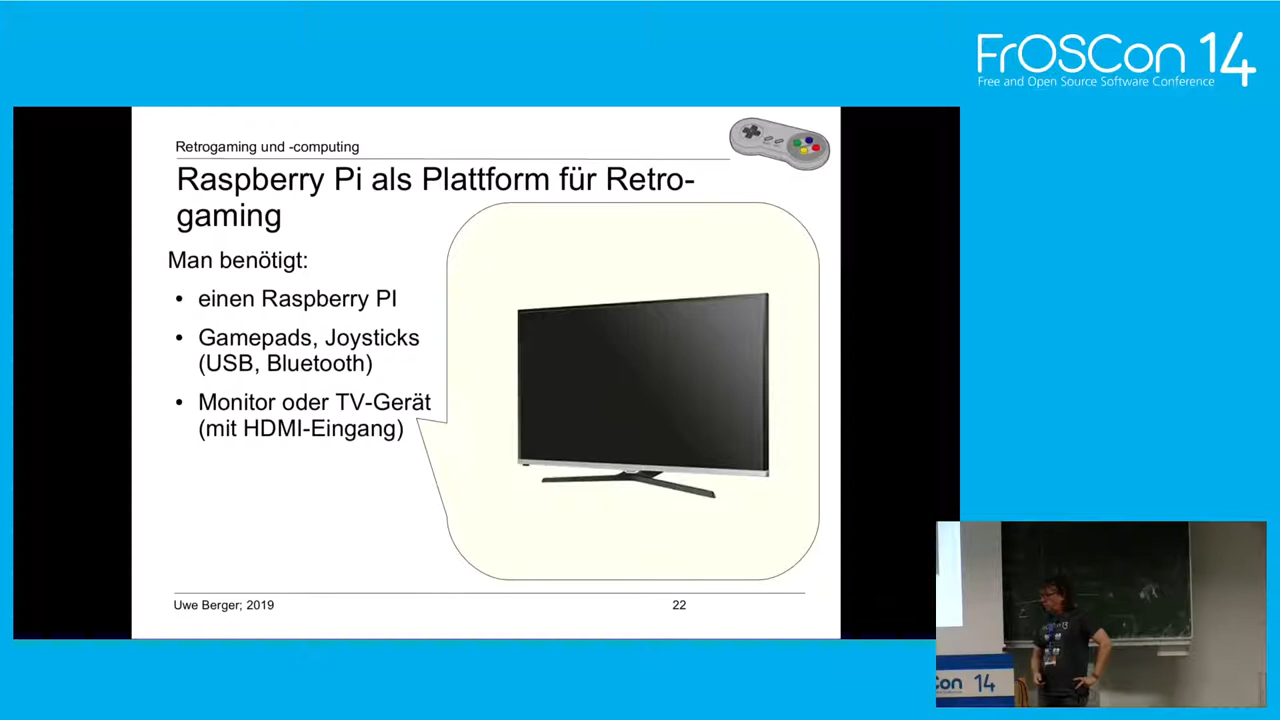 FrOSCon 14
Free and Open Source Software Conference
Retrogaming und -computing
Raspberry Pi als Plattform für Retro-
gaming
Man benötigt:
• einen Raspberry PI
• Gamepads, Joysticks
(USB, Bluetooth)
• Monitor oder TV-Gerät
(mit HDMI-Eingang)
Uwe Berger; 2019
22
Con 14